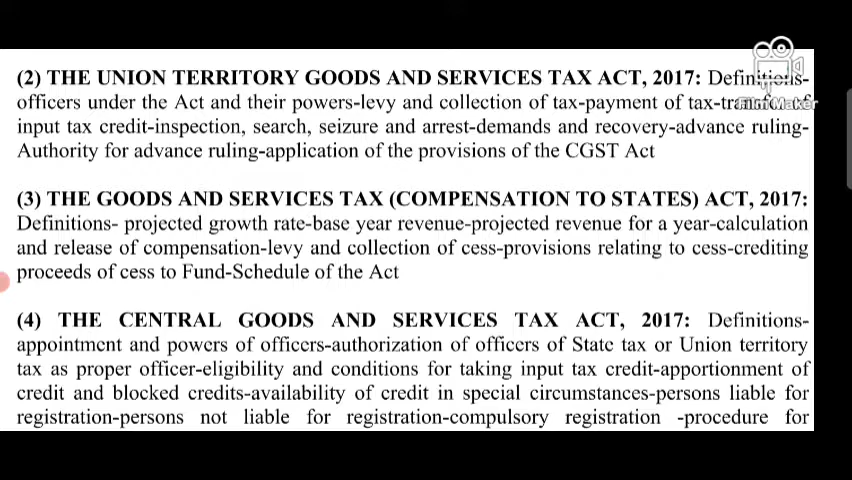 (2) THE UNION TERRITORY GOODS AND SERVICES TAX ACT, 2017: Definitions-
officers under the Act and their powers-levy and collection of tax-payment of tax-transfer of
input tax credit-inspection, search, seizure and arrest-demands and recovery-advance ruling-
Authority for advance ruling-application of the provisions of the CGST Act
(3) THE GOODS AND SERVICES TAX (COMPENSATION TO STATES) ACT, 2017:
Definitions- projected growth rate-base year revenue-projected revenue for a year-calculation
and release of compensation-levy and collection of cess-provisions relating to cess-crediting
proceeds of cess to Fund-Schedule of the Act
(4) THE CENTRAL GOODS AND SERVICES TAX ACT, 2017: Definitions-
appointment and powers of officers-authorization of officers of State tax or Union territory
tax as proper officer-eligibility and conditions for taking input tax credit-apportionment of
credit and blocked credits-availability of credit in special circumstances-persons liable for
registration-persons not liable for registration-compulsory registration -procedure for
FilmMaker